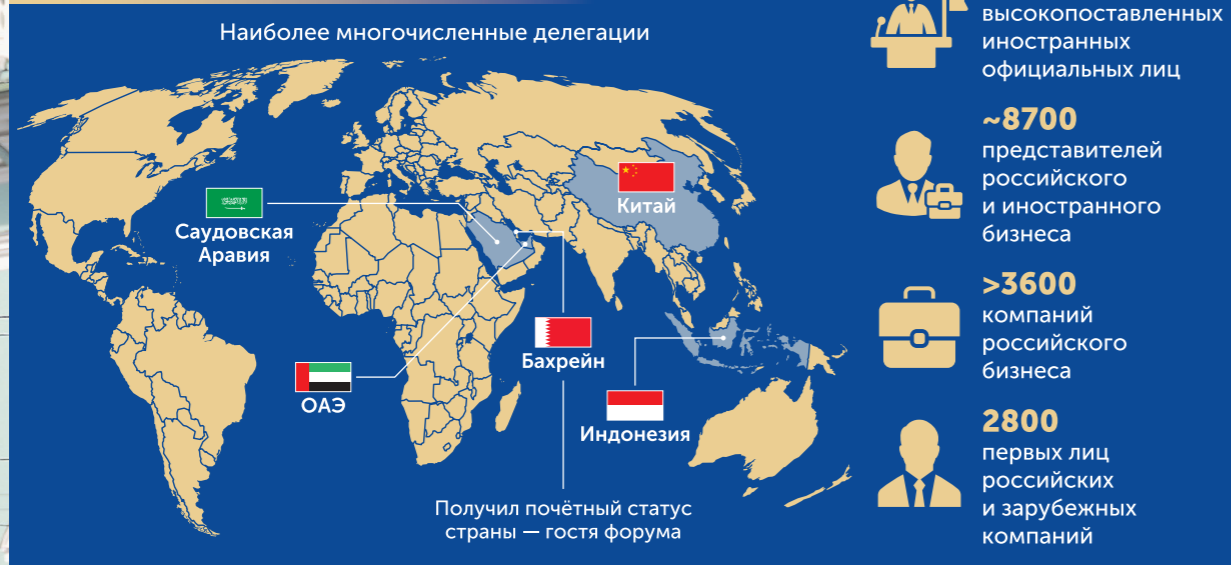 Наиболее многочисленные делегации
Саудовская
Аравия
ОАЭ
Китай
Бахрейн
Индонезия
Получил почётный статус
страны — гостя форума
высокопоставленных
иностранных
официальных лиц
~8700
представителей
российского
и иностранного
бизнеса
>3600
компаний
российского
бизнеса
2800
первых лиц
российских
и зарубежных
компаний